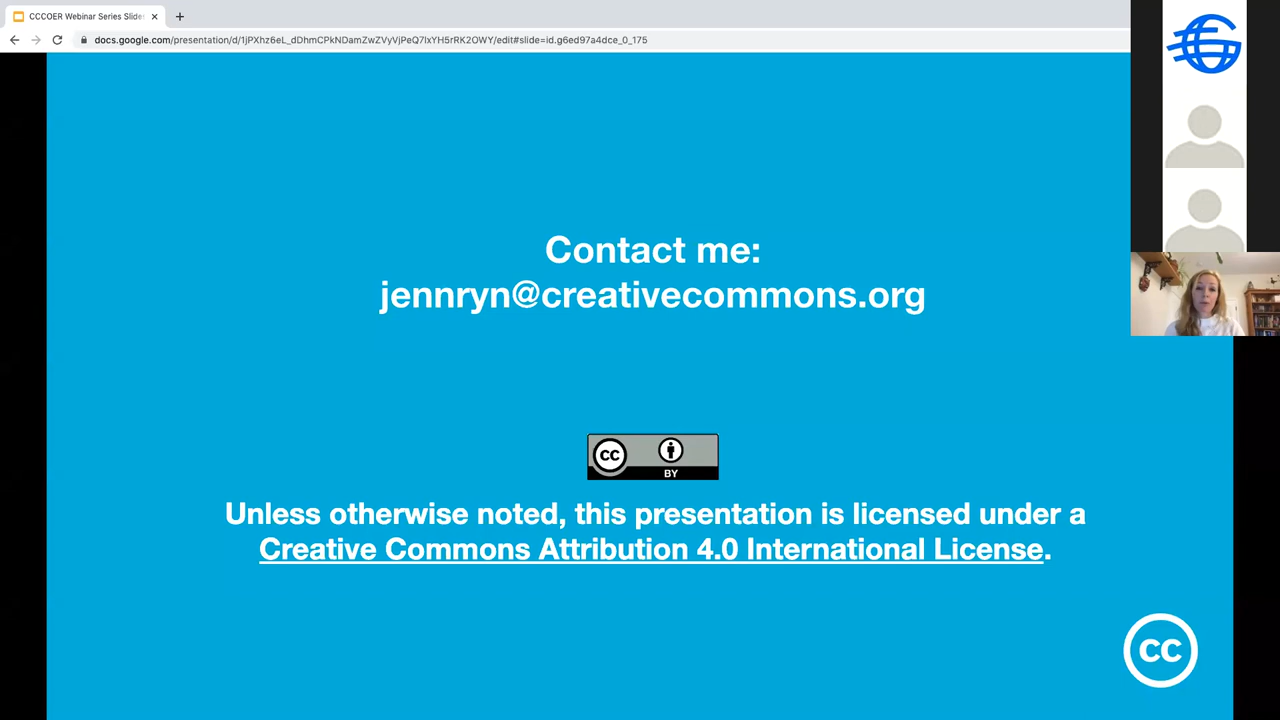 CCCOER Webinar Series Slides
docs.google.com/presentation/d/1jPXhz6eL_dDhmCPkNDamZwZVyVjPeQ7lxYH5rRK2OWY/edit#slide=id.g6ed97a4dce_0_175
Contact me:
jennryn@creativecommons.org
cc
BY
Unless otherwise noted, this presentation is licensed under a
Creative Commons Attribution 4.0 International License.
cc